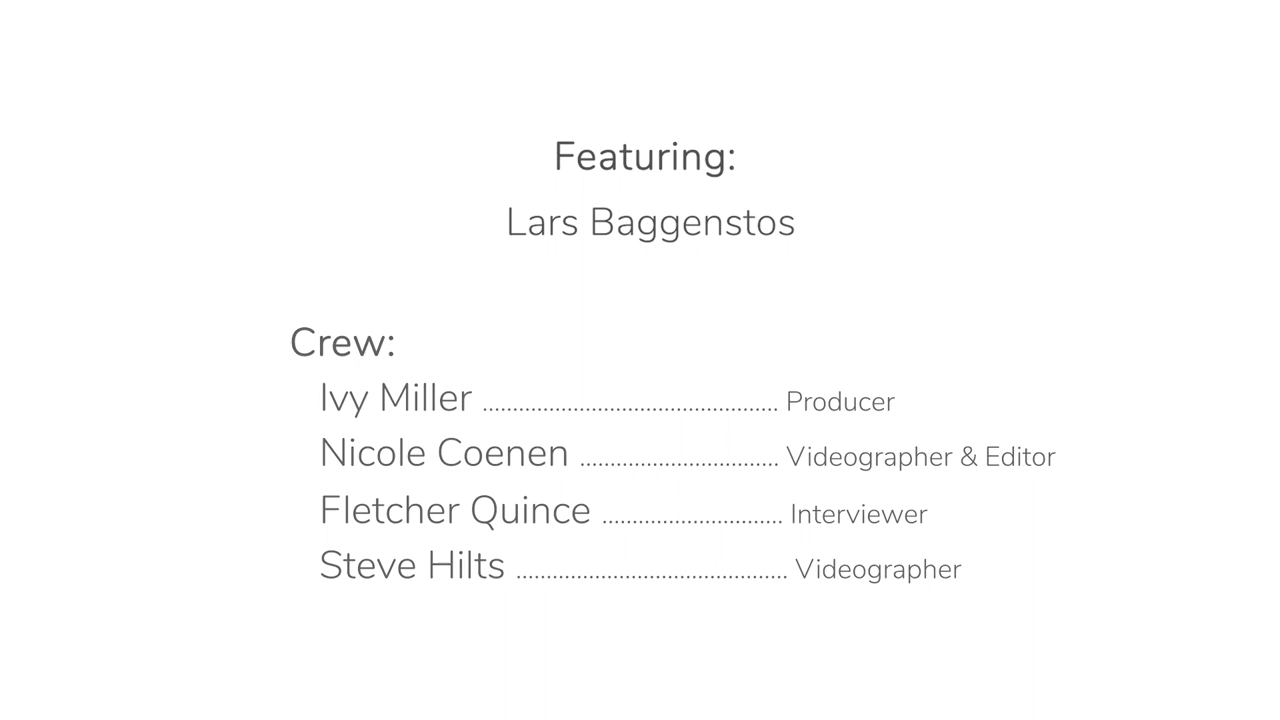 Featuring:
Lars Baggenstos
Crew:
Ivy Miller ................................................. Producer
Nicole Coenen ................................. Videographer & Editor
Fletcher Quince .............................. Interviewer
Steve Hilts ............................................. Videographer